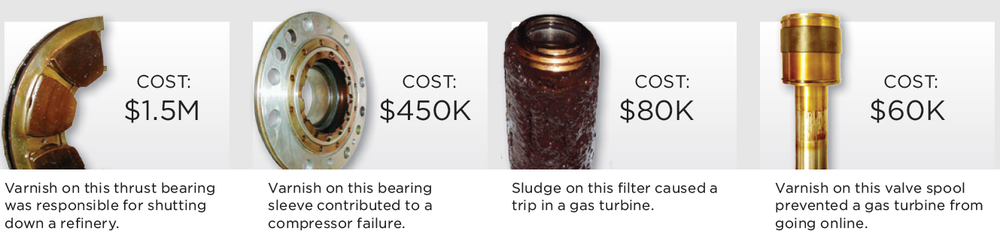 COST:
$1.5M
Varnish on this thrust bearing
was responsible for shutting
down a refinery.
COST:
$450K
Varnish on this bearing
sleeve contributed to a
compressor failure.
COST:
$80K
Sludge on this filter caused a
trip in a gas turbine.
COST:
$60K
Varnish on this valve spool
prevented a gas turbine from
going online.